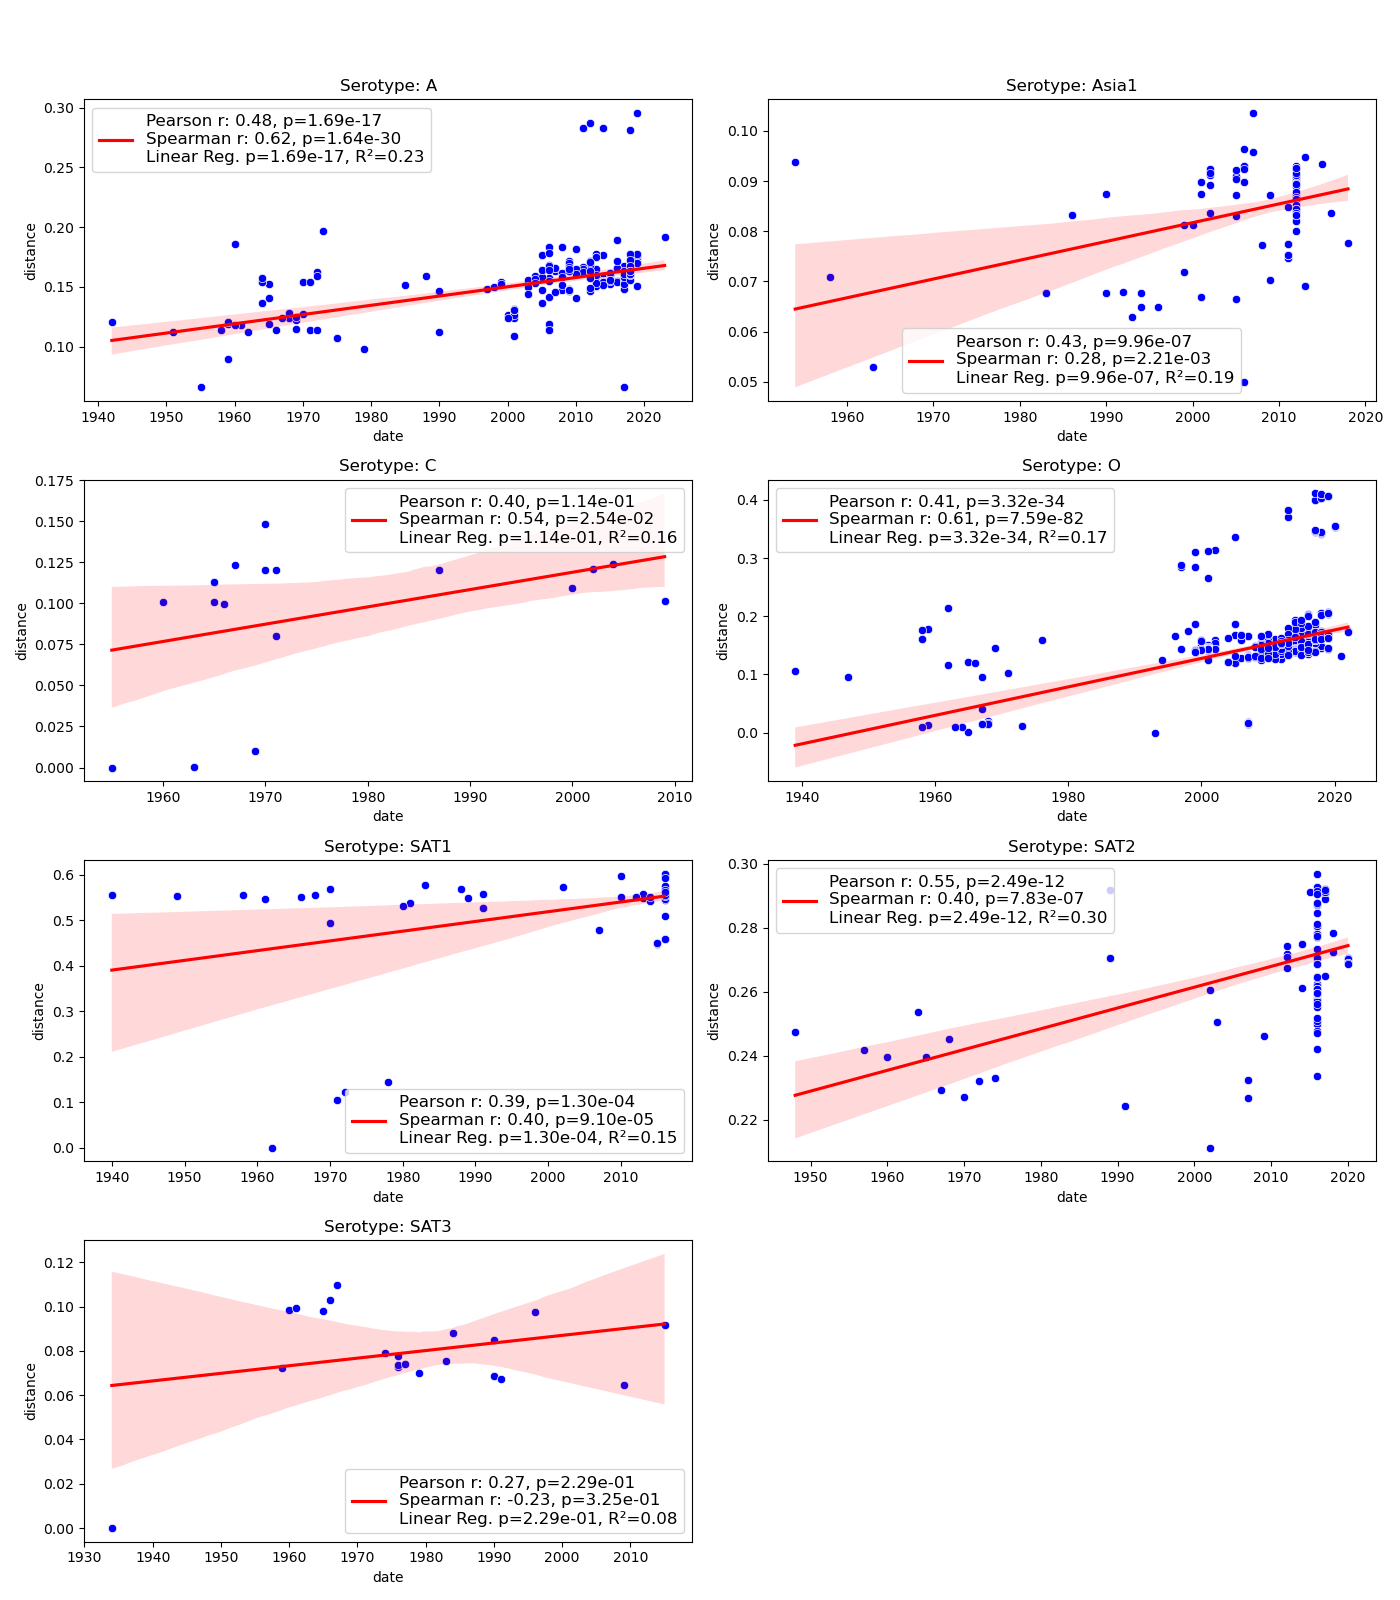 Serotype: A
Pearson r: 0.48, p=1.69e-17
Spearman r: 0.62, p=1.64e-30
Linear Reg. p=1.69e-17, R²=0.23
distance
0.30
0.25
0.20
0.15
0.10
1940 1950 1960 1970 1980 1990 2000 2010 2020
date
Serotype: Asia1
distance
0.10
0.09
0.08
0.07
0.06
0.05
Pearson r: 0.43, p=9.96e-07
Spearman r: 0.28, p=2.21e-03
Linear Reg. p=9.96e-07, R²=0.19
1960 1970 1980 1990 2000 2010 2020
date
Serotype: C
Pearson r: 0.40, p=1.14e-01
Spearman r: 0.54, p=2.54e-02
Linear Reg. p=1.14e-01, R²=0.16
distance
0.175
0.150
0.125
0.100
0.075
0.050
0.025
0.000
1960 1970 1980 1990 2000 2010
date
Serotype: O
Pearson r: 0.41, p=3.32e-34
Spearman r: 0.61, p=7.59e-82
Linear Reg. p=3.32e-34, R²=0.17
distance
0.4
0.3
0.2
0.1
0.0
1940 1960 1980 2000 2020
date
Serotype: SAT1
distance
0.6
0.5
0.4
0.3
0.2
0.1
0.0
Pearson r: 0.39, p=1.30e-04
Spearman r: 0.40, p=9.10e-05
Linear Reg. p=1.30e-04, R²=0.15
1940 1950 1960 1970 1980 1990 2000 2010
date
Serotype: SAT2
Pearson r: 0.55, p=2.49e-12
Spearman r: 0.40, p=7.83e-07
Linear Reg. p=2.49e-12, R²=0.30
distance
0.30
0.28
0.26
0.24
0.22
1950 1960 1970 1980 1990 2000 2010 2020
date
Serotype: SAT3
distance
0.12
0.10
0.08
0.06
0.04
0.02
0.00
Pearson r: 0.27, p=2.29e-01
Spearman r: -0.23, p=3.25e-01
Linear Reg. p=2.29e-01, R²=0.08
1930 1940 1950 1960 1970 1980 1990 2000 2010
date